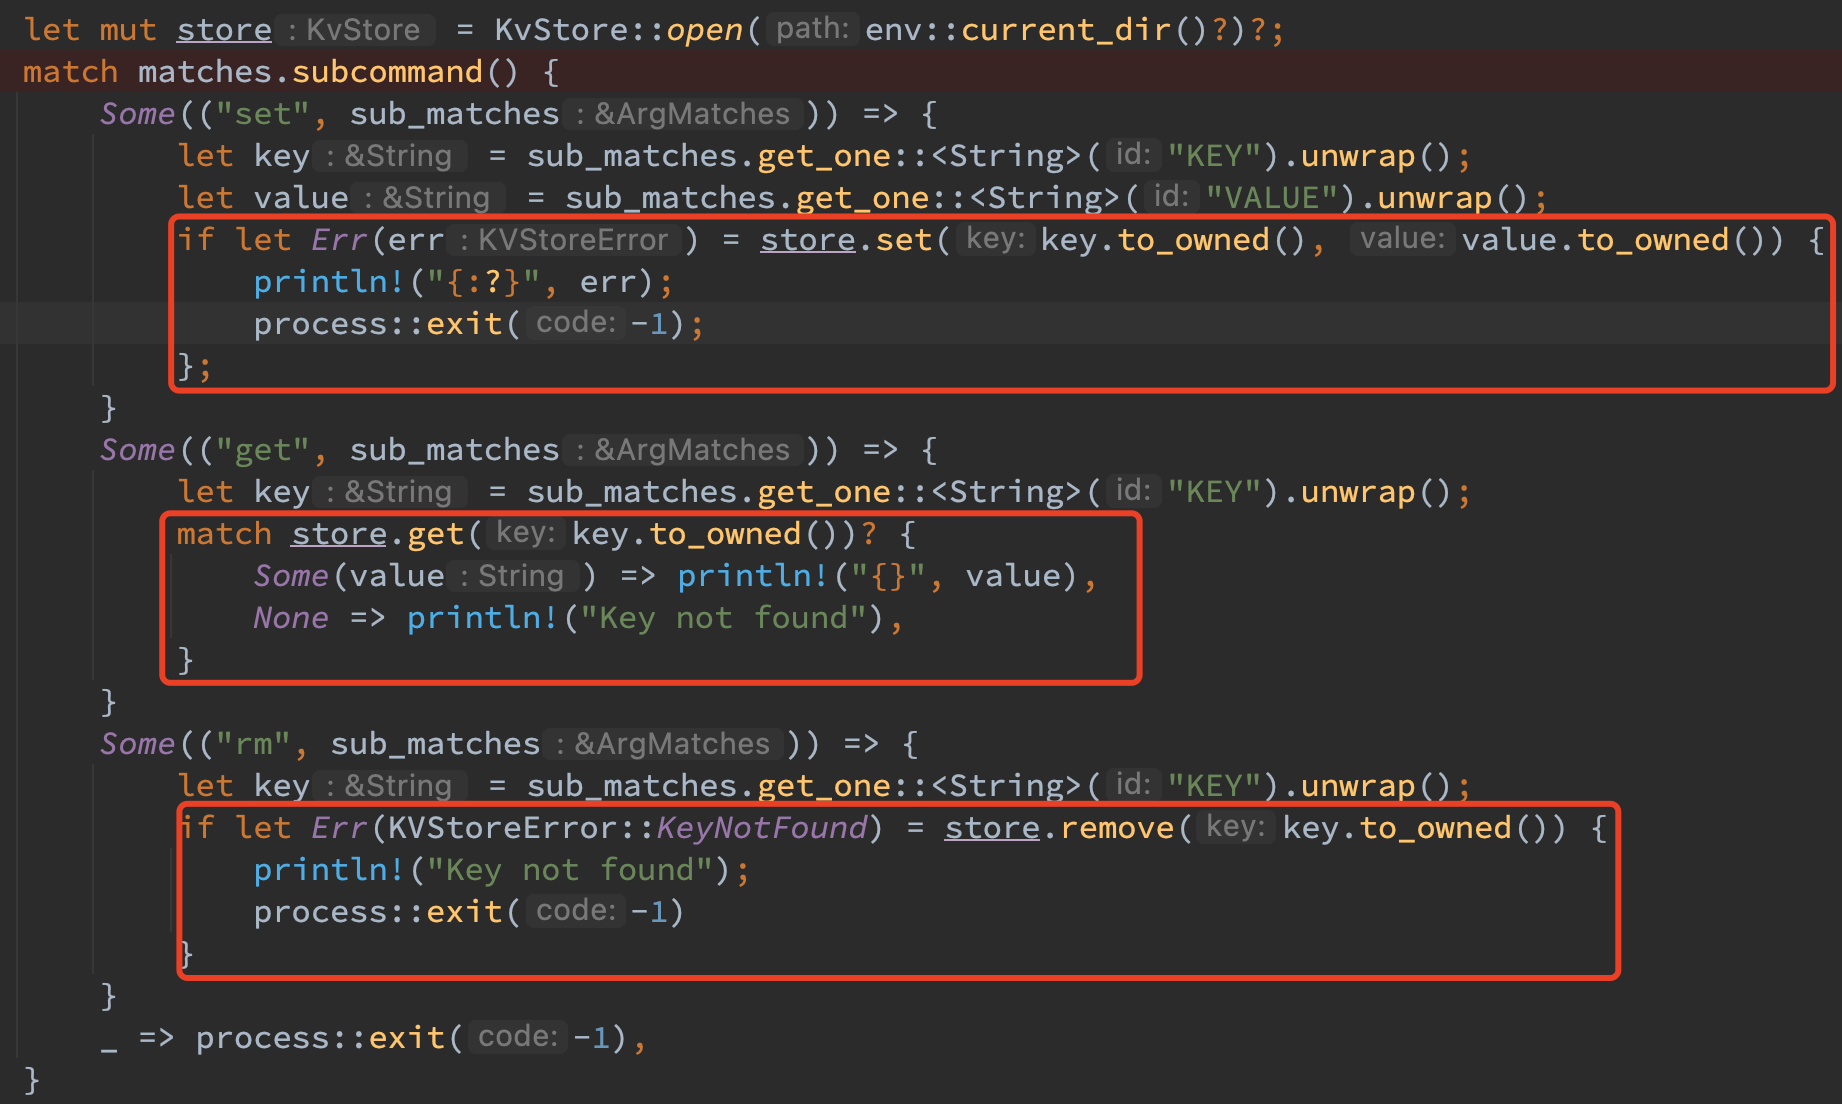 let mut store : KvStore = KvStore::open( path: env::current_dir()?)?;
match matches.subcommand() {
    Some(("set", sub_matches : &ArgMatches )) => {
        let key : &String = sub_matches.get_one::<String>( id: "KEY").unwrap();
        let value : &String = sub_matches.get_one::<String>( id: "VALUE").unwrap();
        if let Err(err : KVStoreError ) = store.set( key: key.to_owned(), value: value.to_owned()) {
            println!("{:?}", err);
            process::exit( code: -1);
        };
    }
    Some(("get", sub_matches : &ArgMatches )) => {
        let key : &String = sub_matches.get_one::<String>( id: "KEY").unwrap();
        match store.get( key: key.to_owned())? {
            Some(value : String ) => println!("{}", value),
            None => println!("Key not found"),
        }
    }
    Some(("rm", sub_matches : &ArgMatches )) => {
        let key : &String = sub_matches.get_one::<String>( id: "KEY").unwrap();
        if let Err(KVStoreError::KeyNotFound) = store.remove( key: key.to_owned()) {
            println!("Key not found");
            process::exit( code: -1)
        }
    }
    _ => process::exit( code: -1),
}